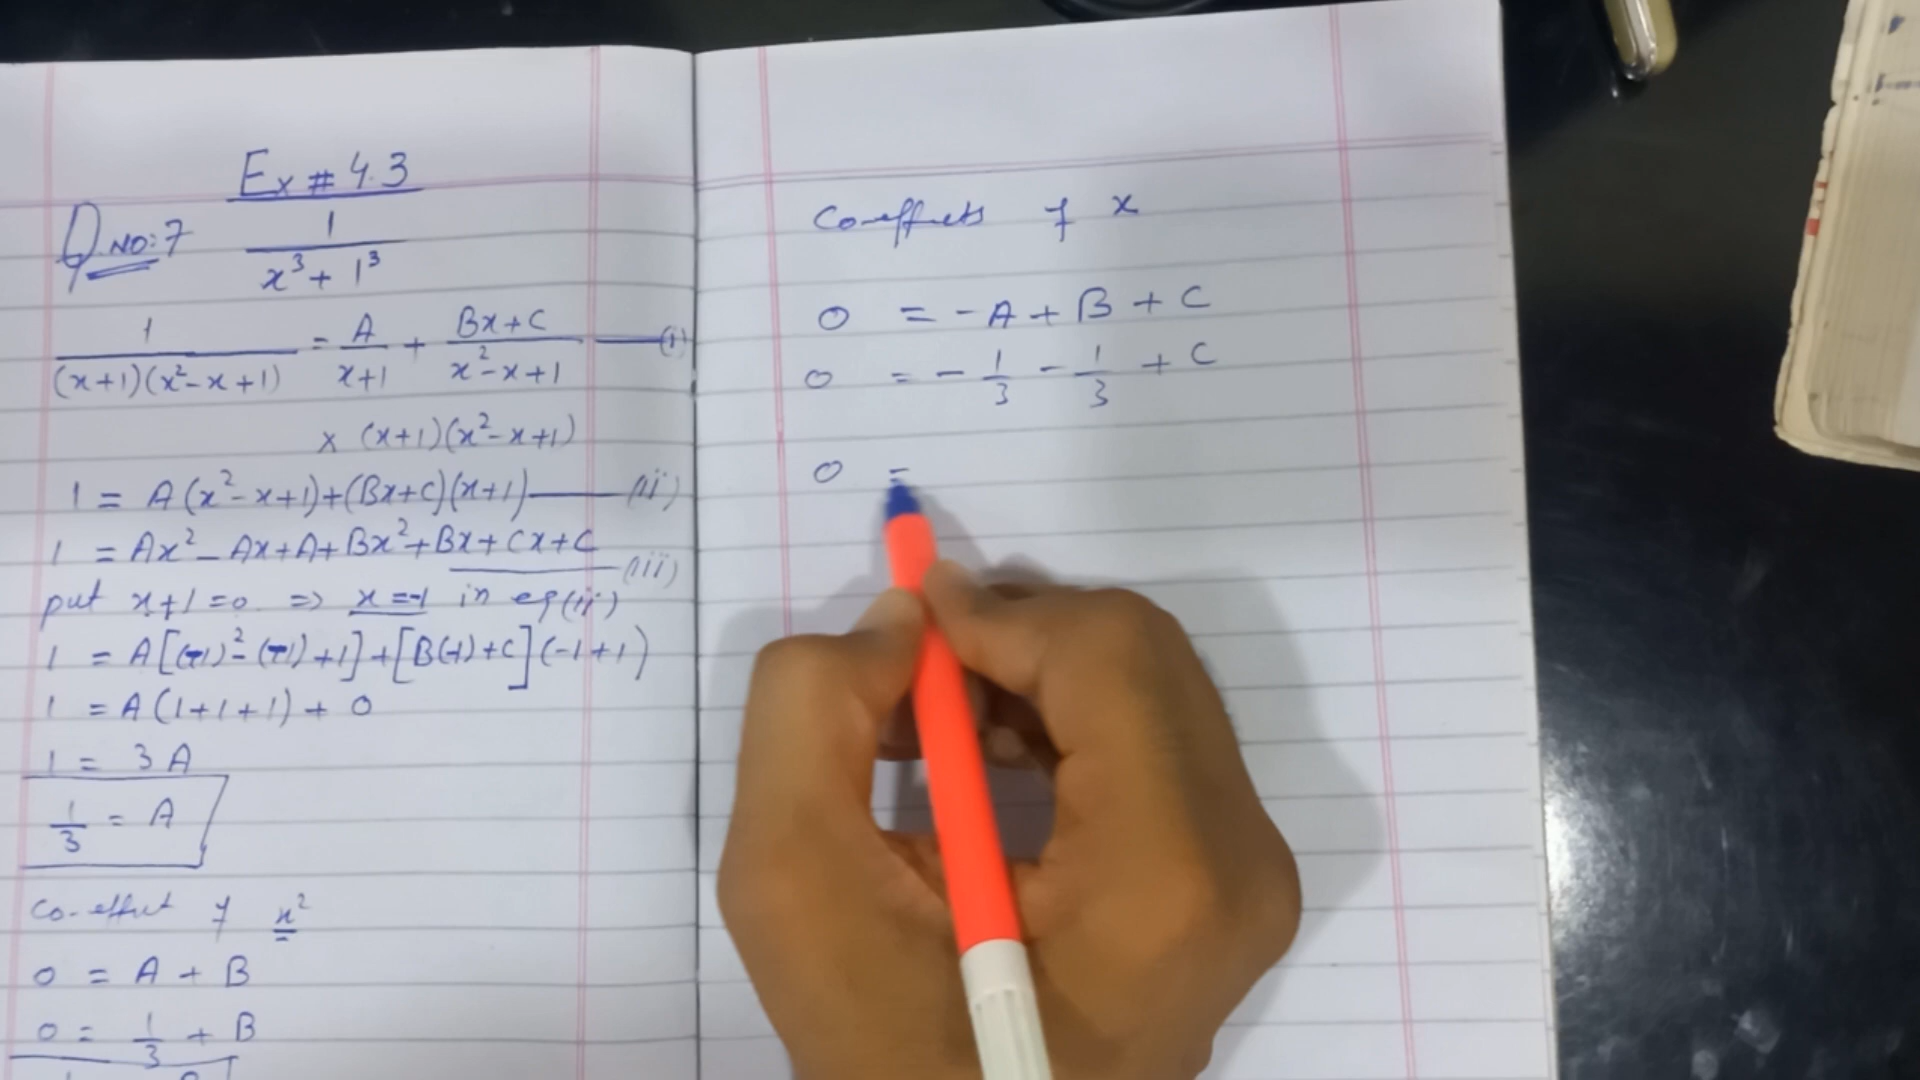 Ex # 4.3
Q.NO:7 1/(x³ + 1³)
1/((x+1)(x²-x+1)) = A/(x+1) + (Bx+C)/(x²-x+1) —— (i)
× (x+1)(x²-x+1)
1 = A(x²-x+1)+(Bx+C)(x+1) —— (ii)
1 = Ax²-Ax+A+Bx²+Bx+Cx+C —— (iii)
put x+1=0 ⇒ x=-1 in eq(ii)
1 = A[(-1)²-(-1)+1]+[B(-1)+C](-1+1)
1 = A(1+1+1) + 0
1 = 3A
1/3 = A
Co-effict of x²
0 = A + B
0 = 1/3 + B
Co-effects of x
0 = -A + B + C
0 = -1/3 - 1/3 + C
0 =